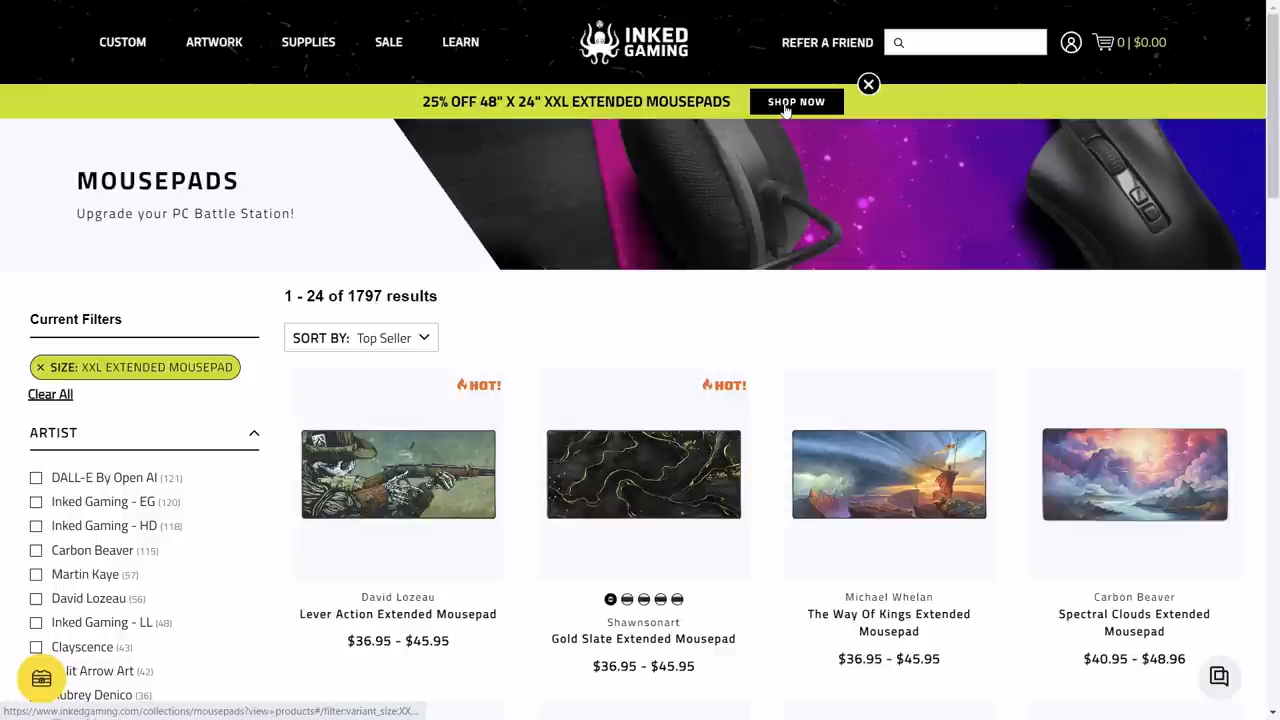 CUSTOM
ARTWORK
SUPPLIES
SALE
LEARN
INKED
GAMING
REFER A FRIEND
0 | $0.00
25% OFF 48" X 24" XXL EXTENDED MOUSEPADS
SHOP NOW
MOUSEPADS
Upgrade your PC Battle Station!
1 - 24 of 1797 results
Current Filters
SORT BY: Top Seller
× SIZE: XXL EXTENDED MOUSEPAD
Clear All
ARTIST
DALL-E By Open AI (121)
Inked Gaming - EG (120)
Inked Gaming - HD (118)
Carbon Beaver (115)
Martin Kaye (57)
David Lozeau (56)
Inked Gaming - LL (48)
Clayscience (43)
lit Arrow Art (42)
ubrey Denico (36)
HOT!
David Lozeau
Lever Action Extended Mousepad
$36.95 - $45.95
HOT!
Shawnsonart
Gold Slate Extended Mousepad
$36.95 - $45.95
Michael Whelan
The Way Of Kings Extended
Mousepad
$36.95 - $45.95
Carbon Beaver
Spectral Clouds Extended
Mousepad
$40.95 - $48.96
https://www.inkedgaming.com/collections/mousepads?view=products#/filter:variant_size:XX...